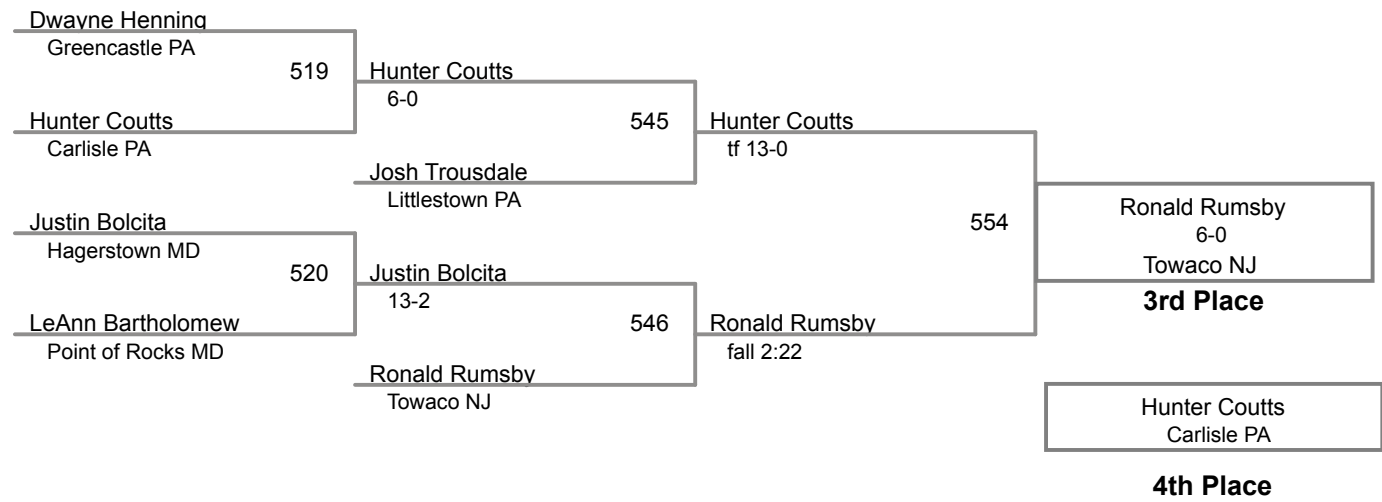 Dwayne Henning
Greencastle PA
519
Hunter Coutts
6-0
Hunter Coutts
Carlisle PA
545
Hunter Coutts
tf 13-0
Josh Trousdale
Littlestown PA
Justin Bolcita
Hagerstown MD
554
Ronald Rumsby
6-0
Towaco NJ
3rd Place
520
Justin Bolcita
13-2
LeAnn Bartholomew
Point of Rocks MD
546
Ronald Rumsby
fall 2:22
Ronald Rumsby
Towaco NJ
Hunter Coutts
Carlisle PA
4th Place